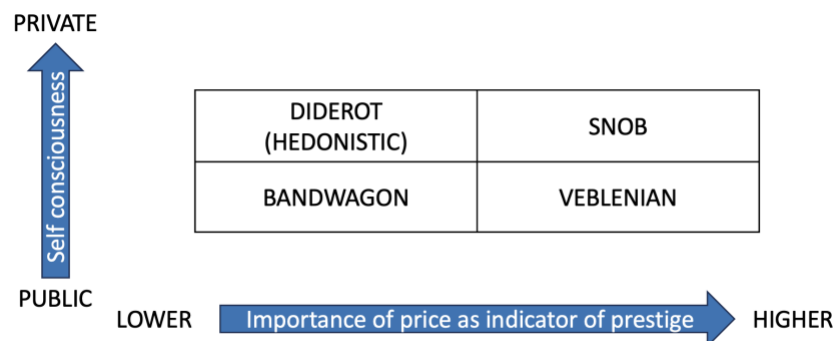 PRIVATE
Self consciousness
PUBLIC
DIDEROT
(HEDONISTIC)
SNOB
BANDWAGON
VEBLENIAN
LOWER
Importance of price as indicator of prestige
HIGHER